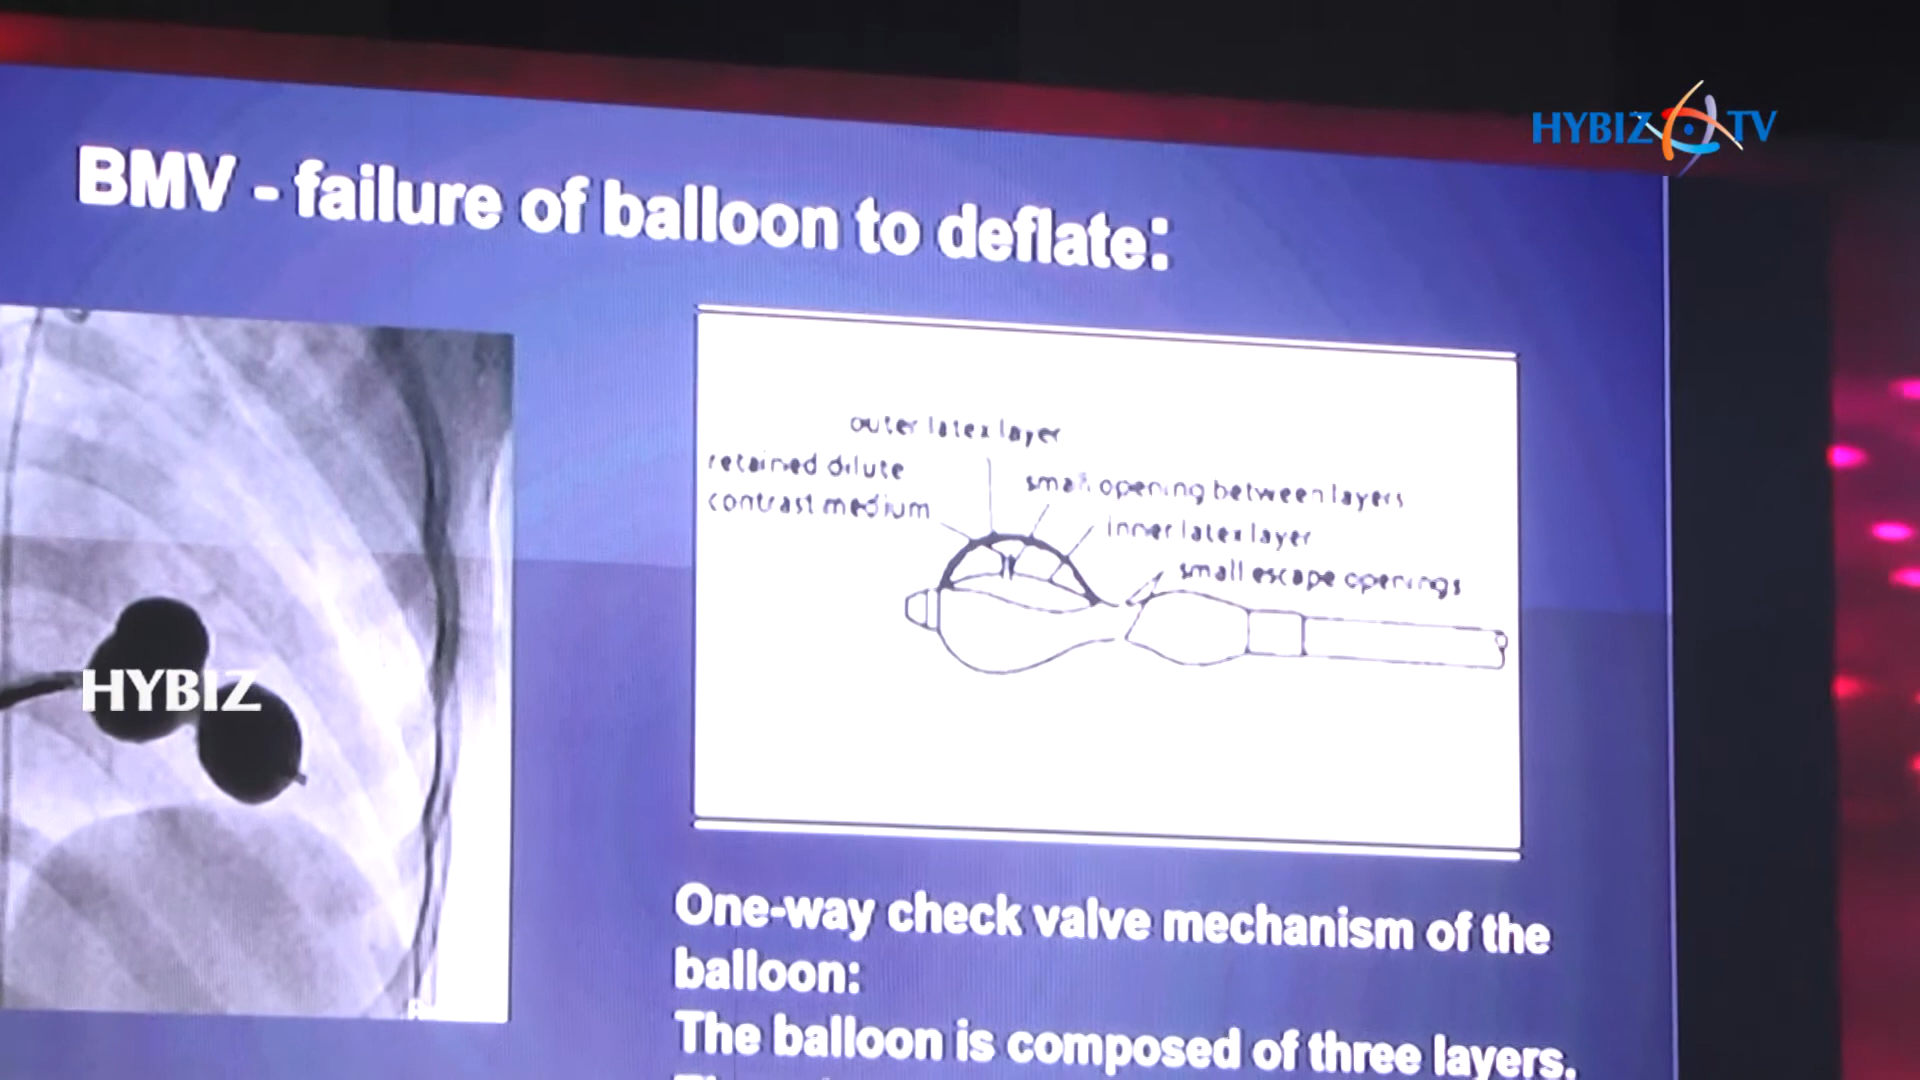 HYBIZ TV
BMV - failure of balloon to deflate:
outer latex layer
retained dilute
contrast medium
small opening between layers
inner latex layer
small escape openings
HYBIZ
One-way check valve mechanism of the
balloon:
The balloon is composed of three layers.